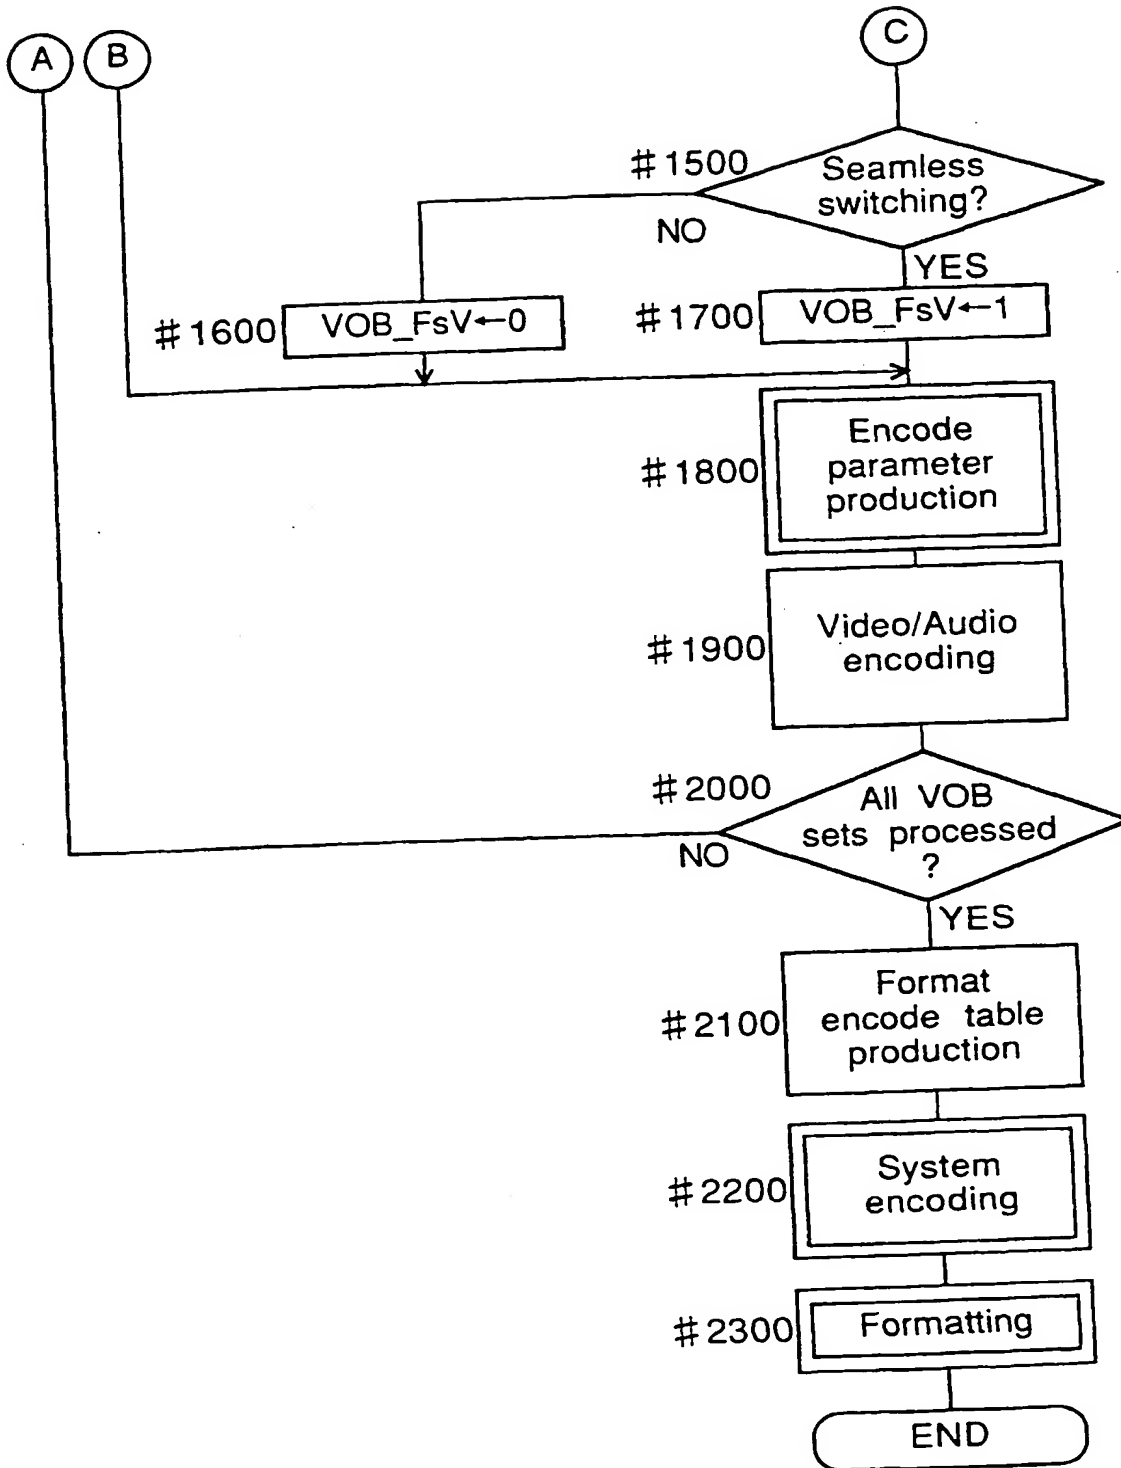 A
B
C
#1500
Seamless
switching?
NO
YES
#1600
VOB_FsV←0
#1700
VOB_FsV←1
#1800
Encode
parameter
production
#1900
Video/Audio
encoding
#2000
All VOB
sets processed
?
NO
YES
#2100
Format
encode table
production
#2200
System
encoding
#2300
Formatting
END